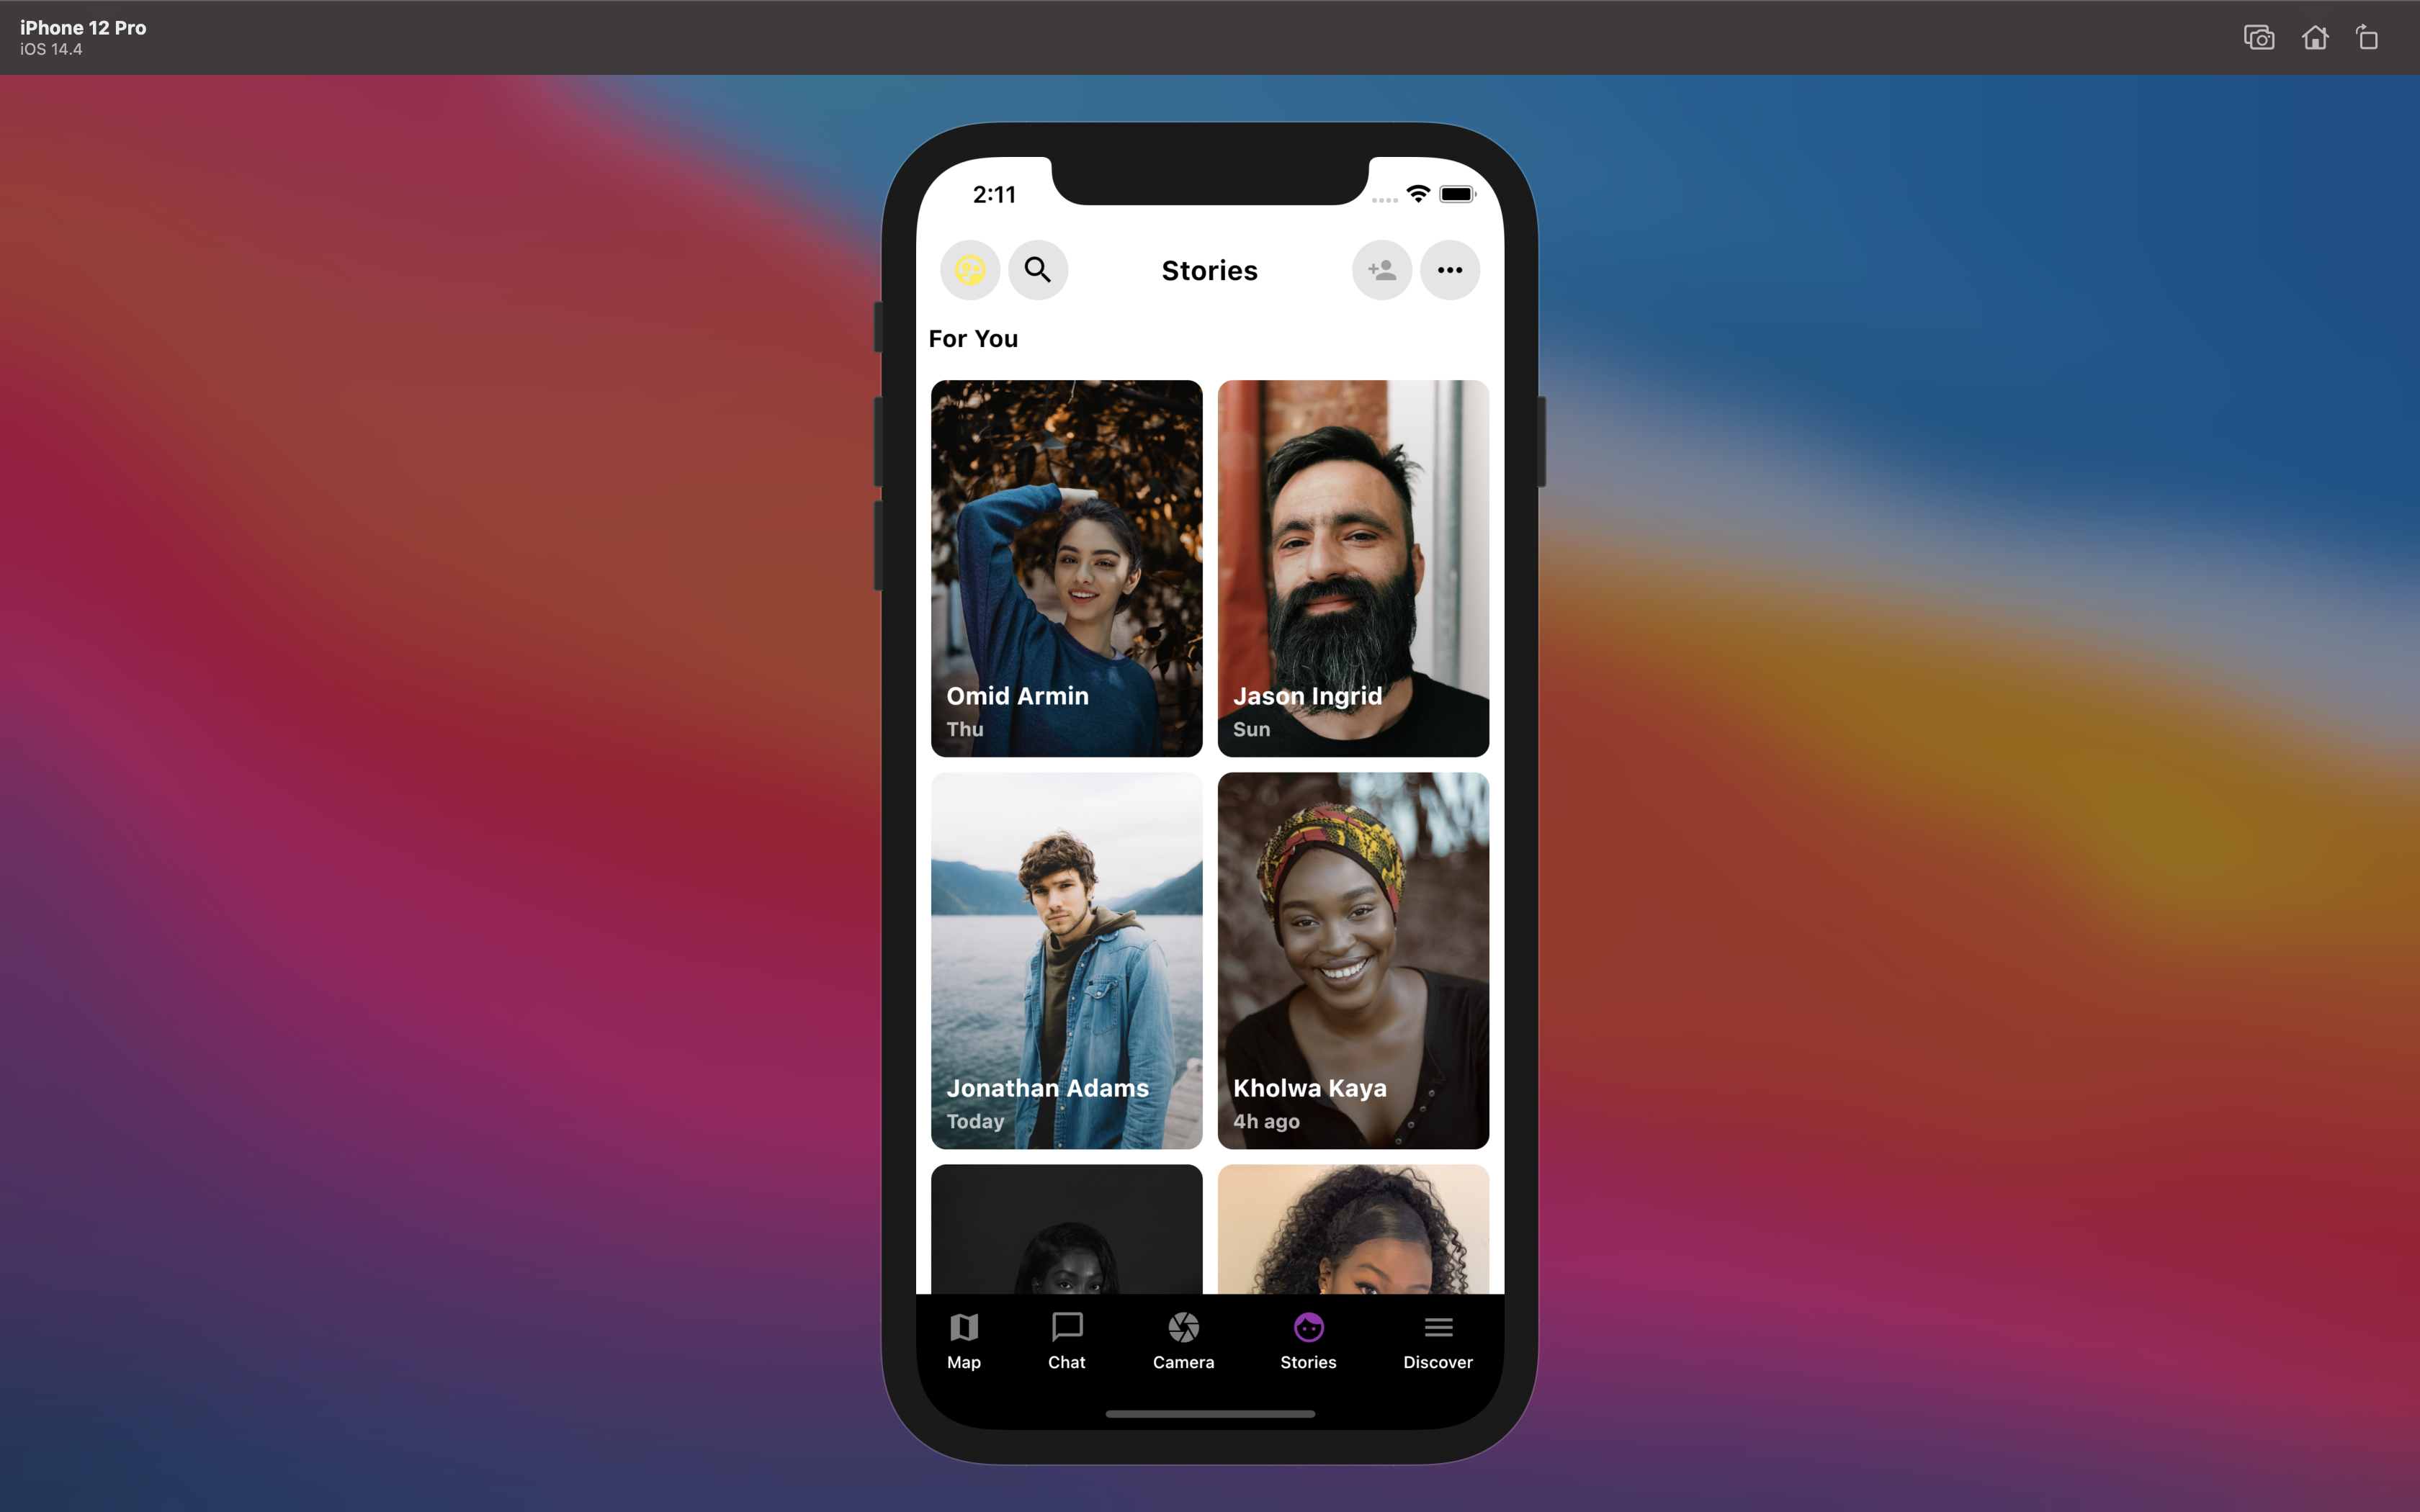 iPhone 12 Pro
iOS 14.4
2:11
Stories
For You
Omid Armin
Thu
Jason Ingrid
Sun
Jonathan Adams
Today
Kholwa Kaya
4h ago
Map
Chat
Camera
Stories
Discover